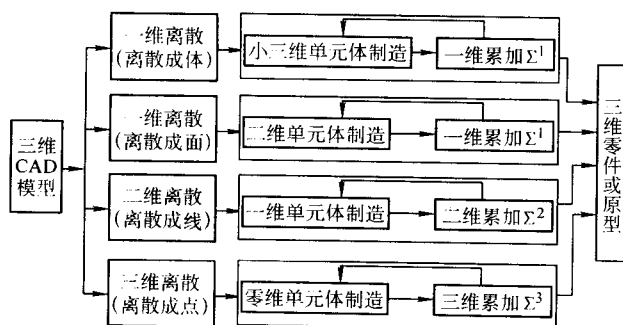 三维
CAD
模型
一维离散
(离散成体)
小三维单元体制造
一维累加Σ¹
一维离散
(离散成面)
二维单元体制造
一维累加Σ¹
二维离散
(离散成线)
一维单元体制造
二维累加Σ²
三维离散
(离散成点)
零维单元体制造
三维累加Σ³
三维零件或原型